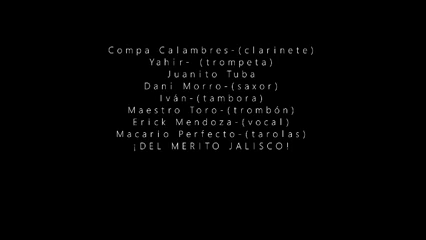 Compa Calambres-(clarinete)
Yahir- (trompeta)
Juanito Tuba
Dani Morro-(saxor)
Iván-(tambora)
Maestro Toro-(trombón)
Erick Mendoza-(vocal)
Macario Perfecto-(tarolas)
¡DEL MERITO JALISCO!